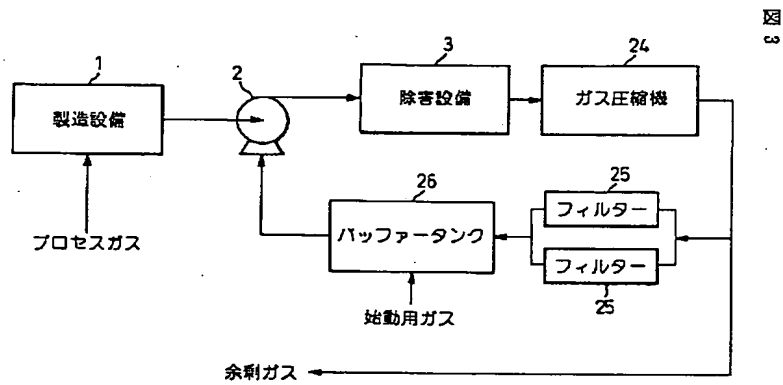 図3
1
製造設備
プロセスガス
2
3
除害設備
24
ガス圧縮機
26
バッファータンク
始動用ガス
25
フィルター
フィルター
25
余剰ガス